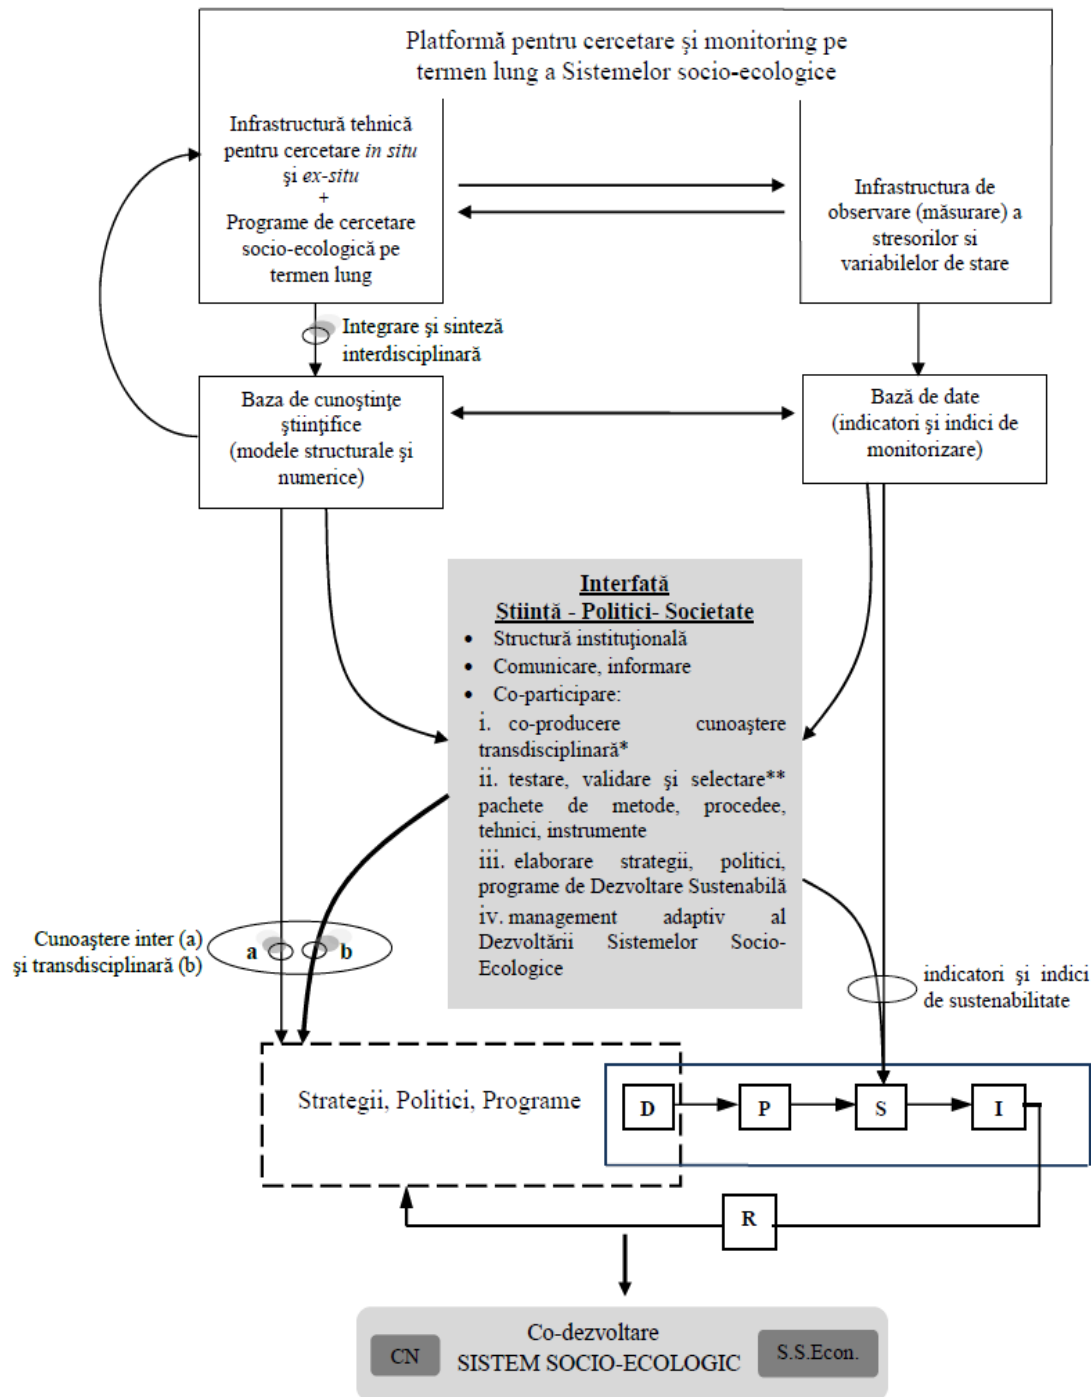 Platformă pentru cercetare şi monitoring pe
termen lung a Sistemelor socio-ecologice
Infrastructură tehnică
pentru cercetare in situ
şi ex-situ
+
Programe de cercetare
socio-ecologică pe
termen lung
Infrastructura de
observare (măsurare) a
stresorilor si
variabilelor de stare
Integrare şi sinteză
interdisciplinară
Baza de cunoştinţe
ştiinţifice
(modele structurale şi
numerice)
Bază de date
(indicatori şi indici de
monitorizare)
Interfată
Stiintă - Politici- Societate
• Structură instituţională
• Comunicare, informare
• Co-participare:
i. co-producere cunoaştere
transdisciplinară*
ii. testare, validare şi selectare**
pachete de metode, procedee,
tehnici, instrumente
iii. elaborare strategii, politici,
programe de Dezvoltare Sustenabilă
iv. management adaptiv al
Dezvoltării Sistemelor Socio-
Ecologice
Cunoaştere inter (a)
şi transdisciplinară (b)
a
b
indicatori şi indici
de sustenabilitate
Strategii, Politici, Programe
D
P
S
I
R
Co-dezvoltare
CN
SISTEM SOCIO-ECOLOGIC
S.S.Econ.